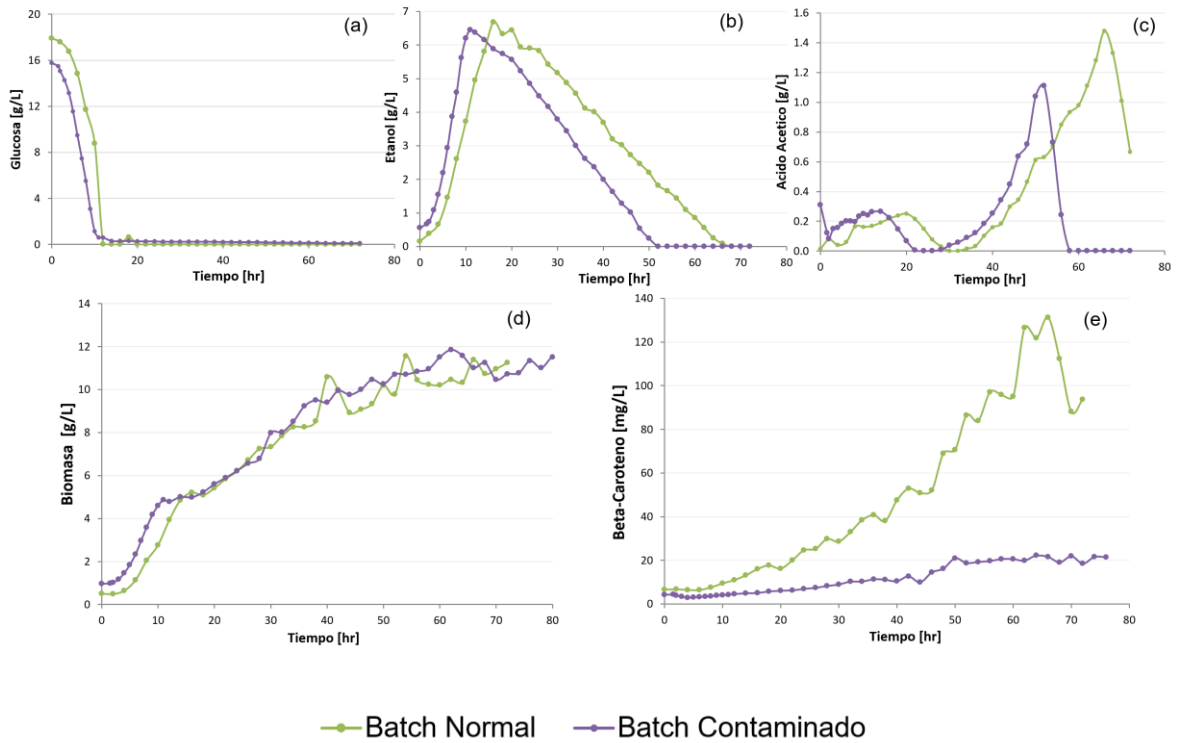 (a)
Glucosa [g/L]
20
16
12
8
4
0
0 20 40 60 80
Tiempo [hr]
(b)
Etanol [g/L]
7
6
5
4
3
2
1
0
0 10 20 30 40 50 60 70 80
Tiempo [hr]
(c)
Acido Acetico [g/L]
1.6
1.4
1.2
1.0
0.8
0.6
0.4
0.2
0.0
0 20 40 60 80
Tiempo [hr]
(d)
Biomasa [g/L]
14
12
10
8
6
4
2
0
0 10 20 30 40 50 60 70 80
Tiempo [hr]
(e)
Beta-Caroteno [mg/L]
140
120
100
80
60
40
20
0
0 10 20 30 40 50 60 70 80
Tiempo [hr]
Batch Normal Batch Contaminado